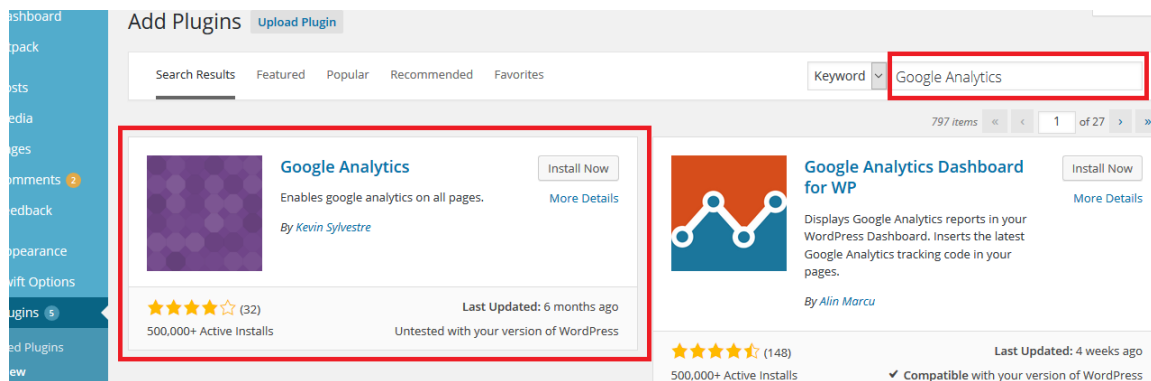 ashboard
Add Plugins Upload Plugin
tpack
Search Results Featured Popular Recommended Favorites
Keyword Google Analytics
osts
edia
797 items « ‹ 1 of 27 › »
ages
omments 2
eedback
ppearance
wift Options
ugins 5
ed Plugins
ew
Google Analytics
Install Now
Enables google analytics on all pages.
More Details
By Kevin Sylvestre
(32)
Last Updated: 6 months ago
500,000+ Active Installs
Untested with your version of WordPress
Google Analytics Dashboard
for WP
Install Now
More Details
Displays Google Analytics reports in your
WordPress Dashboard. Inserts the latest
Google Analytics tracking code in your
pages.
By Alin Marcu
(148)
Last Updated: 4 weeks ago
500,000+ Active Installs
✔ Compatible with your version of WordPress